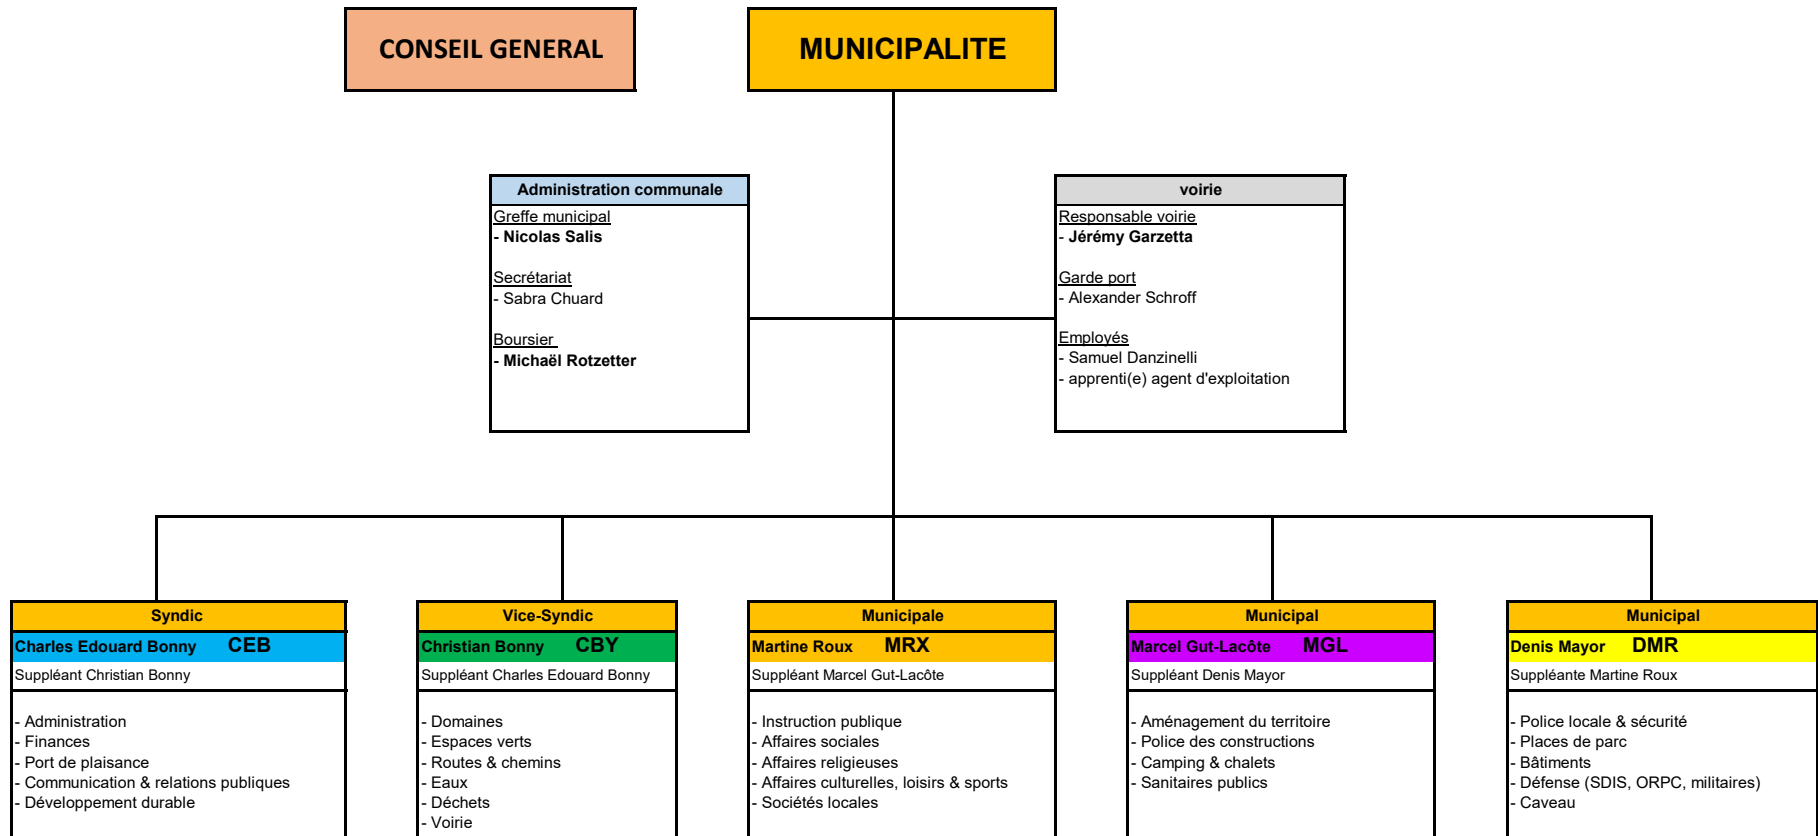 CONSEIL GENERAL
MUNICIPALITE
Administration communale
Greffe municipal
- Nicolas Salis
Secrétariat
- Sabra Chuard
Boursier
- Michaël Rotzetter
voirie
Responsable voirie
- Jérémy Garzetta
Garde port
- Alexander Schroff
Employés
- Samuel Danzinelli
- apprenti(e) agent d'exploitation
Syndic
Charles Edouard Bonny CEB
Suppléant Christian Bonny
- Administration
- Finances
- Port de plaisance
- Communication & relations publiques
- Développement durable
Vice-Syndic
Christian Bonny CBY
Suppléant Charles Edouard Bonny
- Domaines
- Espaces verts
- Routes & chemins
- Eaux
- Déchets
- Voirie
Municipale
Martine Roux MRX
Suppléant Marcel Gut-Lacôte
- Instruction publique
- Affaires sociales
- Affaires religieuses
- Affaires culturelles, loisirs & sports
- Sociétés locales
Municipal
Marcel Gut-Lacôte MGL
Suppléant Denis Mayor
- Aménagement du territoire
- Police des constructions
- Camping & chalets
- Sanitaires publics
Municipal
Denis Mayor DMR
Suppléante Martine Roux
- Police locale & sécurité
- Places de parc
- Bâtiments
- Défense (SDIS, ORPC, militaires)
- Caveau